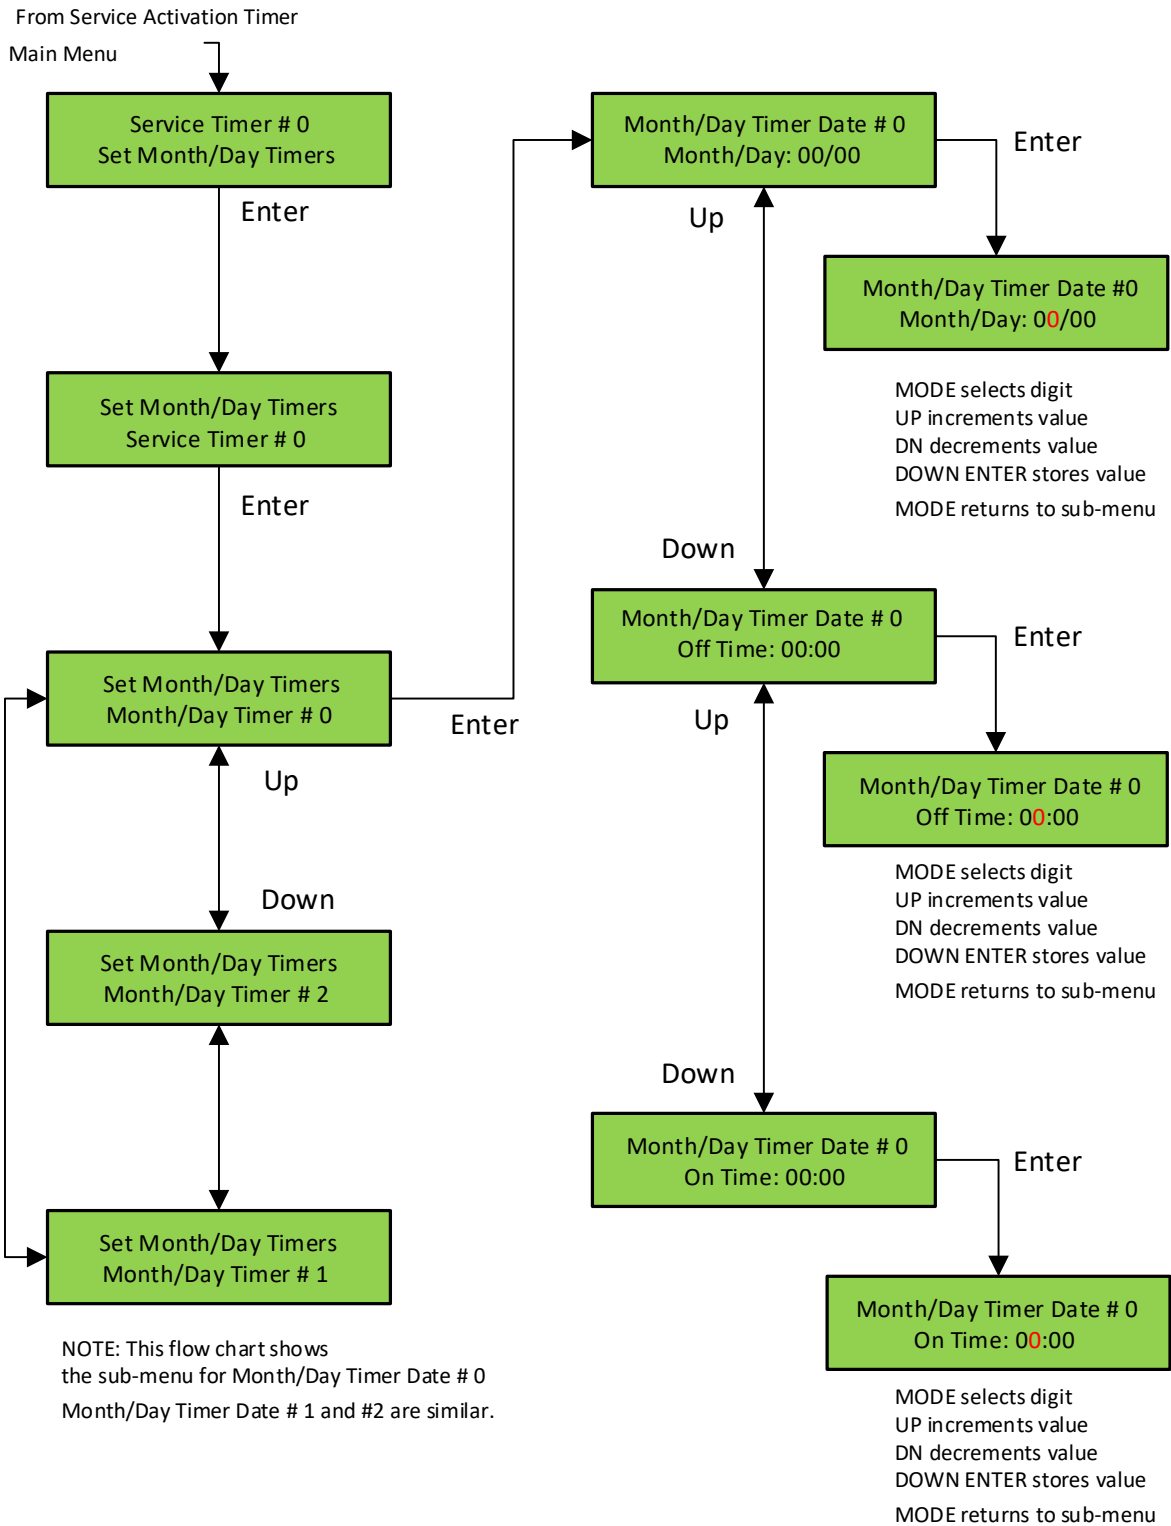 From Service Activation Timer
Main Menu
Service Timer # 0
Set Month/Day Timers
Enter
Set Month/Day Timers
Service Timer # 0
Enter
Set Month/Day Timers
Month/Day Timer # 0
Enter
Up
Down
Set Month/Day Timers
Month/Day Timer # 2
Set Month/Day Timers
Month/Day Timer # 1
NOTE: This flow chart shows
the sub-menu for Month/Day Timer Date # 0
Month/Day Timer Date # 1 and #2 are similar.
Month/Day Timer Date # 0
Month/Day: 00/00
Enter
Up
Month/Day Timer Date #0
Month/Day: 00/00
MODE selects digit
UP increments value
DN decrements value
DOWN ENTER stores value
MODE returns to sub-menu
Down
Month/Day Timer Date # 0
Off Time: 00:00
Enter
Up
Month/Day Timer Date # 0
Off Time: 00:00
MODE selects digit
UP increments value
DN decrements value
DOWN ENTER stores value
MODE returns to sub-menu
Down
Month/Day Timer Date # 0
On Time: 00:00
Enter
Month/Day Timer Date # 0
On Time: 00:00
MODE selects digit
UP increments value
DN decrements value
DOWN ENTER stores value
MODE returns to sub-menu